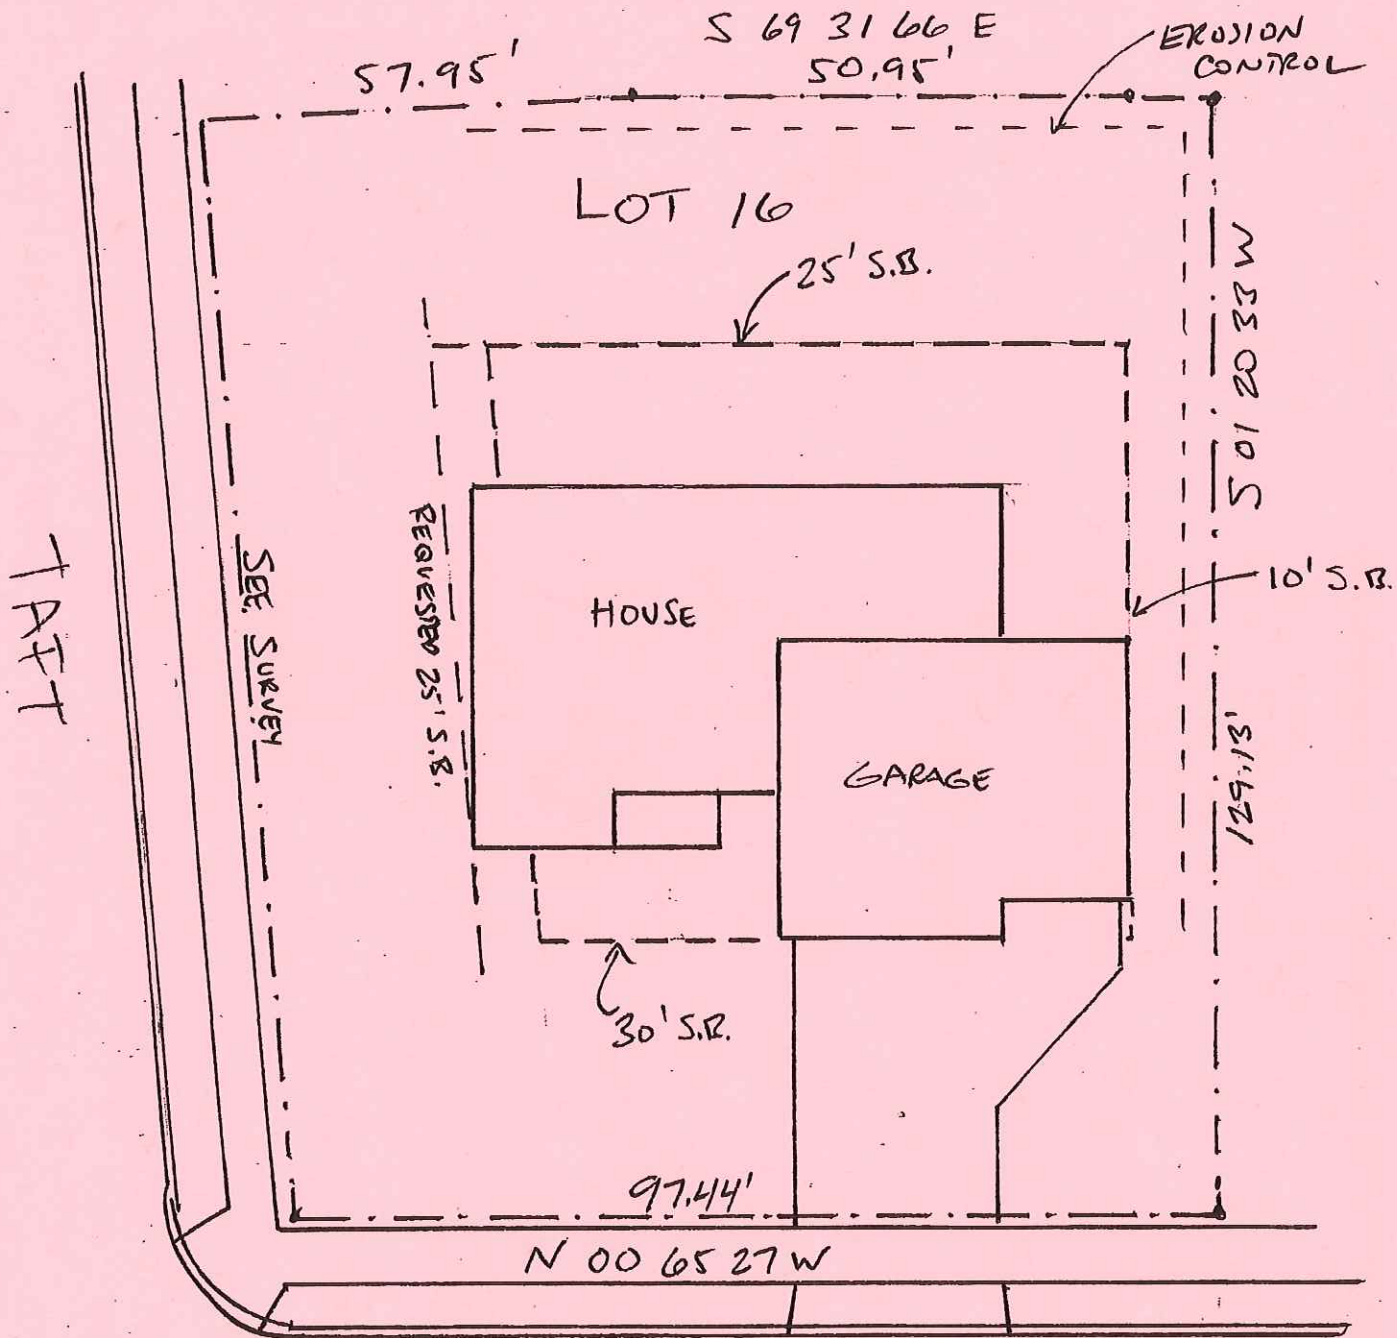 S 69 31 66 E
57.95'
50.95'
EROSION
CONTROL
LOT 16
25' S.B.
S 01 20 33 W
129.13'
10' S.B.
REQUESTED 25' S.B.
HOUSE
SEE SURVEY
TAFT
GARAGE
30' S.B.
97.44'
N 00 65 27 W